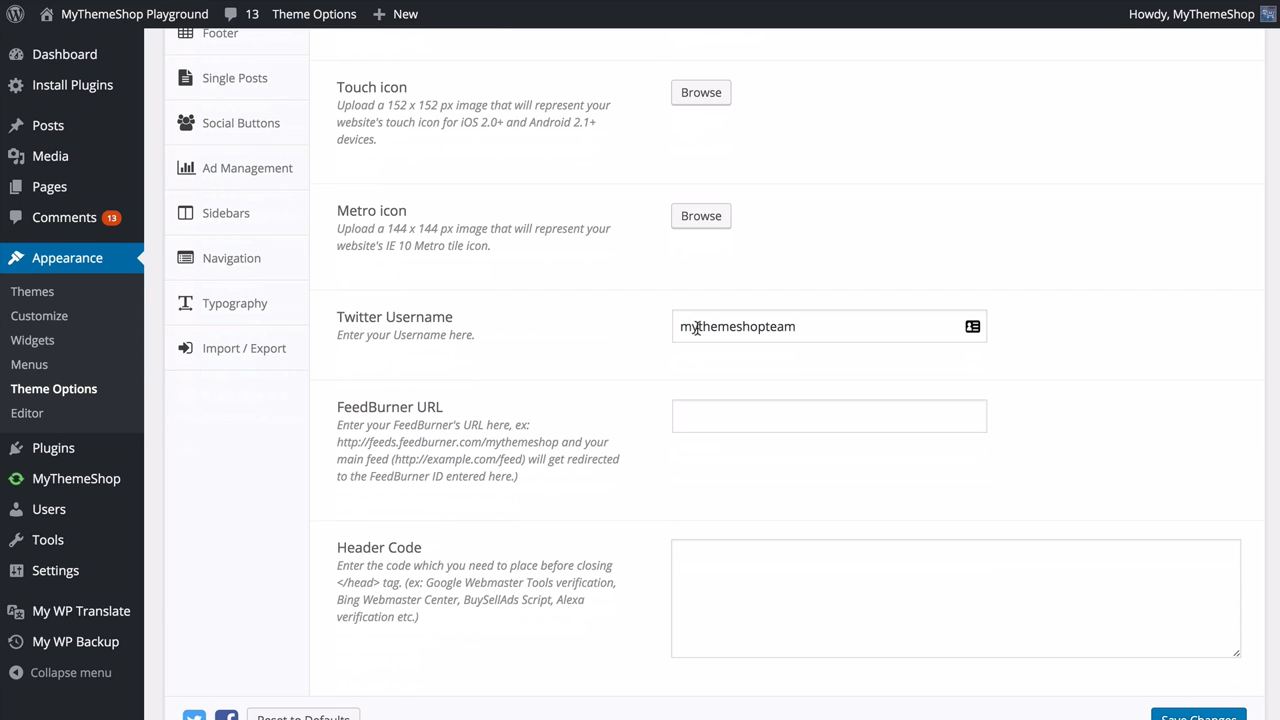 MyThemeShop Playground
13
Theme Options
New
Howdy, MyThemeShop
Dashboard
Install Plugins
Posts
Media
Pages
Comments 13
Appearance
Themes
Customize
Widgets
Menus
Theme Options
Editor
Plugins
MyThemeShop
Users
Tools
Settings
My WP Translate
My WP Backup
Collapse menu
Footer
Single Posts
Social Buttons
Ad Management
Sidebars
Navigation
Typography
Import / Export
Touch icon
Upload a 152 x 152 px image that will represent your
website's touch icon for iOS 2.0+ and Android 2.1+
devices.
Browse
Metro icon
Upload a 144 x 144 px image that will represent your
website's IE 10 Metro tile icon.
Browse
Twitter Username
Enter your Username here.
mythemeshopteam
FeedBurner URL
Enter your FeedBurner's URL here, ex:
http://feeds.feedburner.com/mythemeshop and your
main feed (http://example.com/feed) will get redirected
to the FeedBurner ID entered here.)
Header Code
Enter the code which you need to place before closing
</head> tag. (ex: Google Webmaster Tools verification,
Bing Webmaster Center, BuySellAds Script, Alexa
verification etc.)
Reset to Defaults
Save Changes